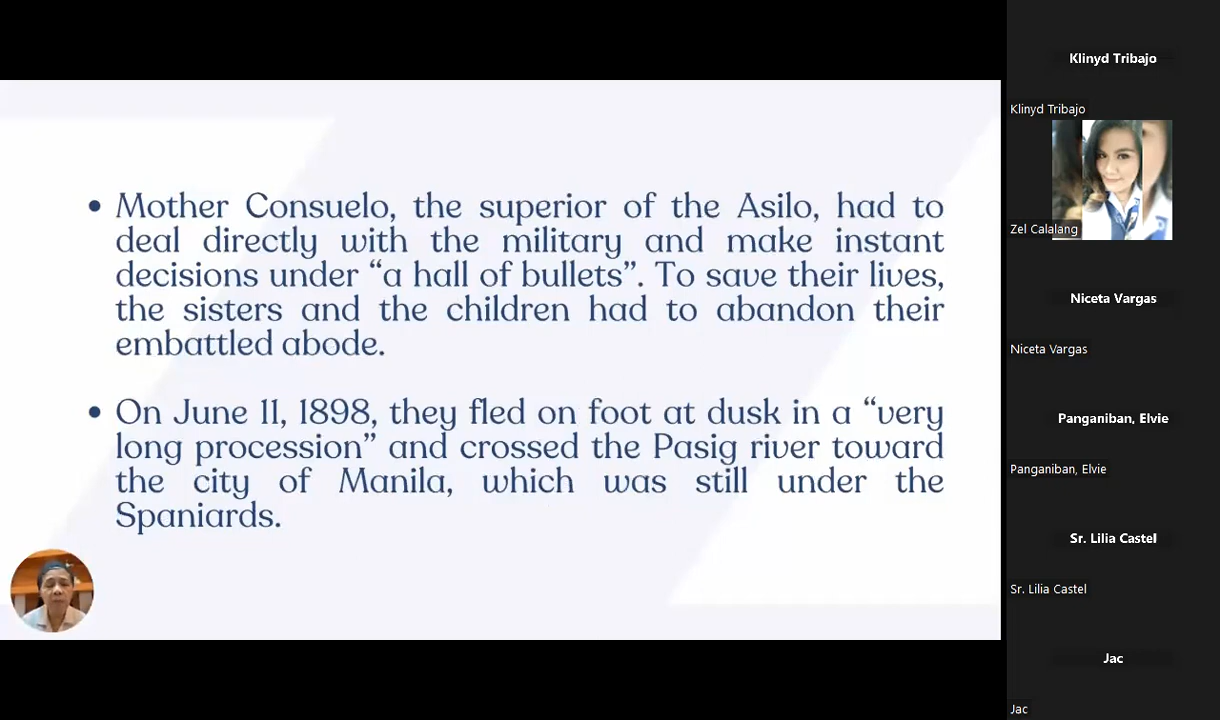 • Mother Consuelo, the superior of the Asilo, had to
deal directly with the military and make instant
decisions under “a hall of bullets”. To save their lives,
the sisters and the children had to abandon their
embattled abode.
• On June 11, 1898, they fled on foot at dusk in a “very
long procession” and crossed the Pasig river toward
the city of Manila, which was still under the
Spaniards.
Klinyd Tribajo
Klinyd Tribajo
Zel Calalang
Niceta Vargas
Niceta Vargas
Panganiban, Elvie
Panganiban, Elvie
Sr. Lilia Castel
Sr. Lilia Castel
Jac
Jac